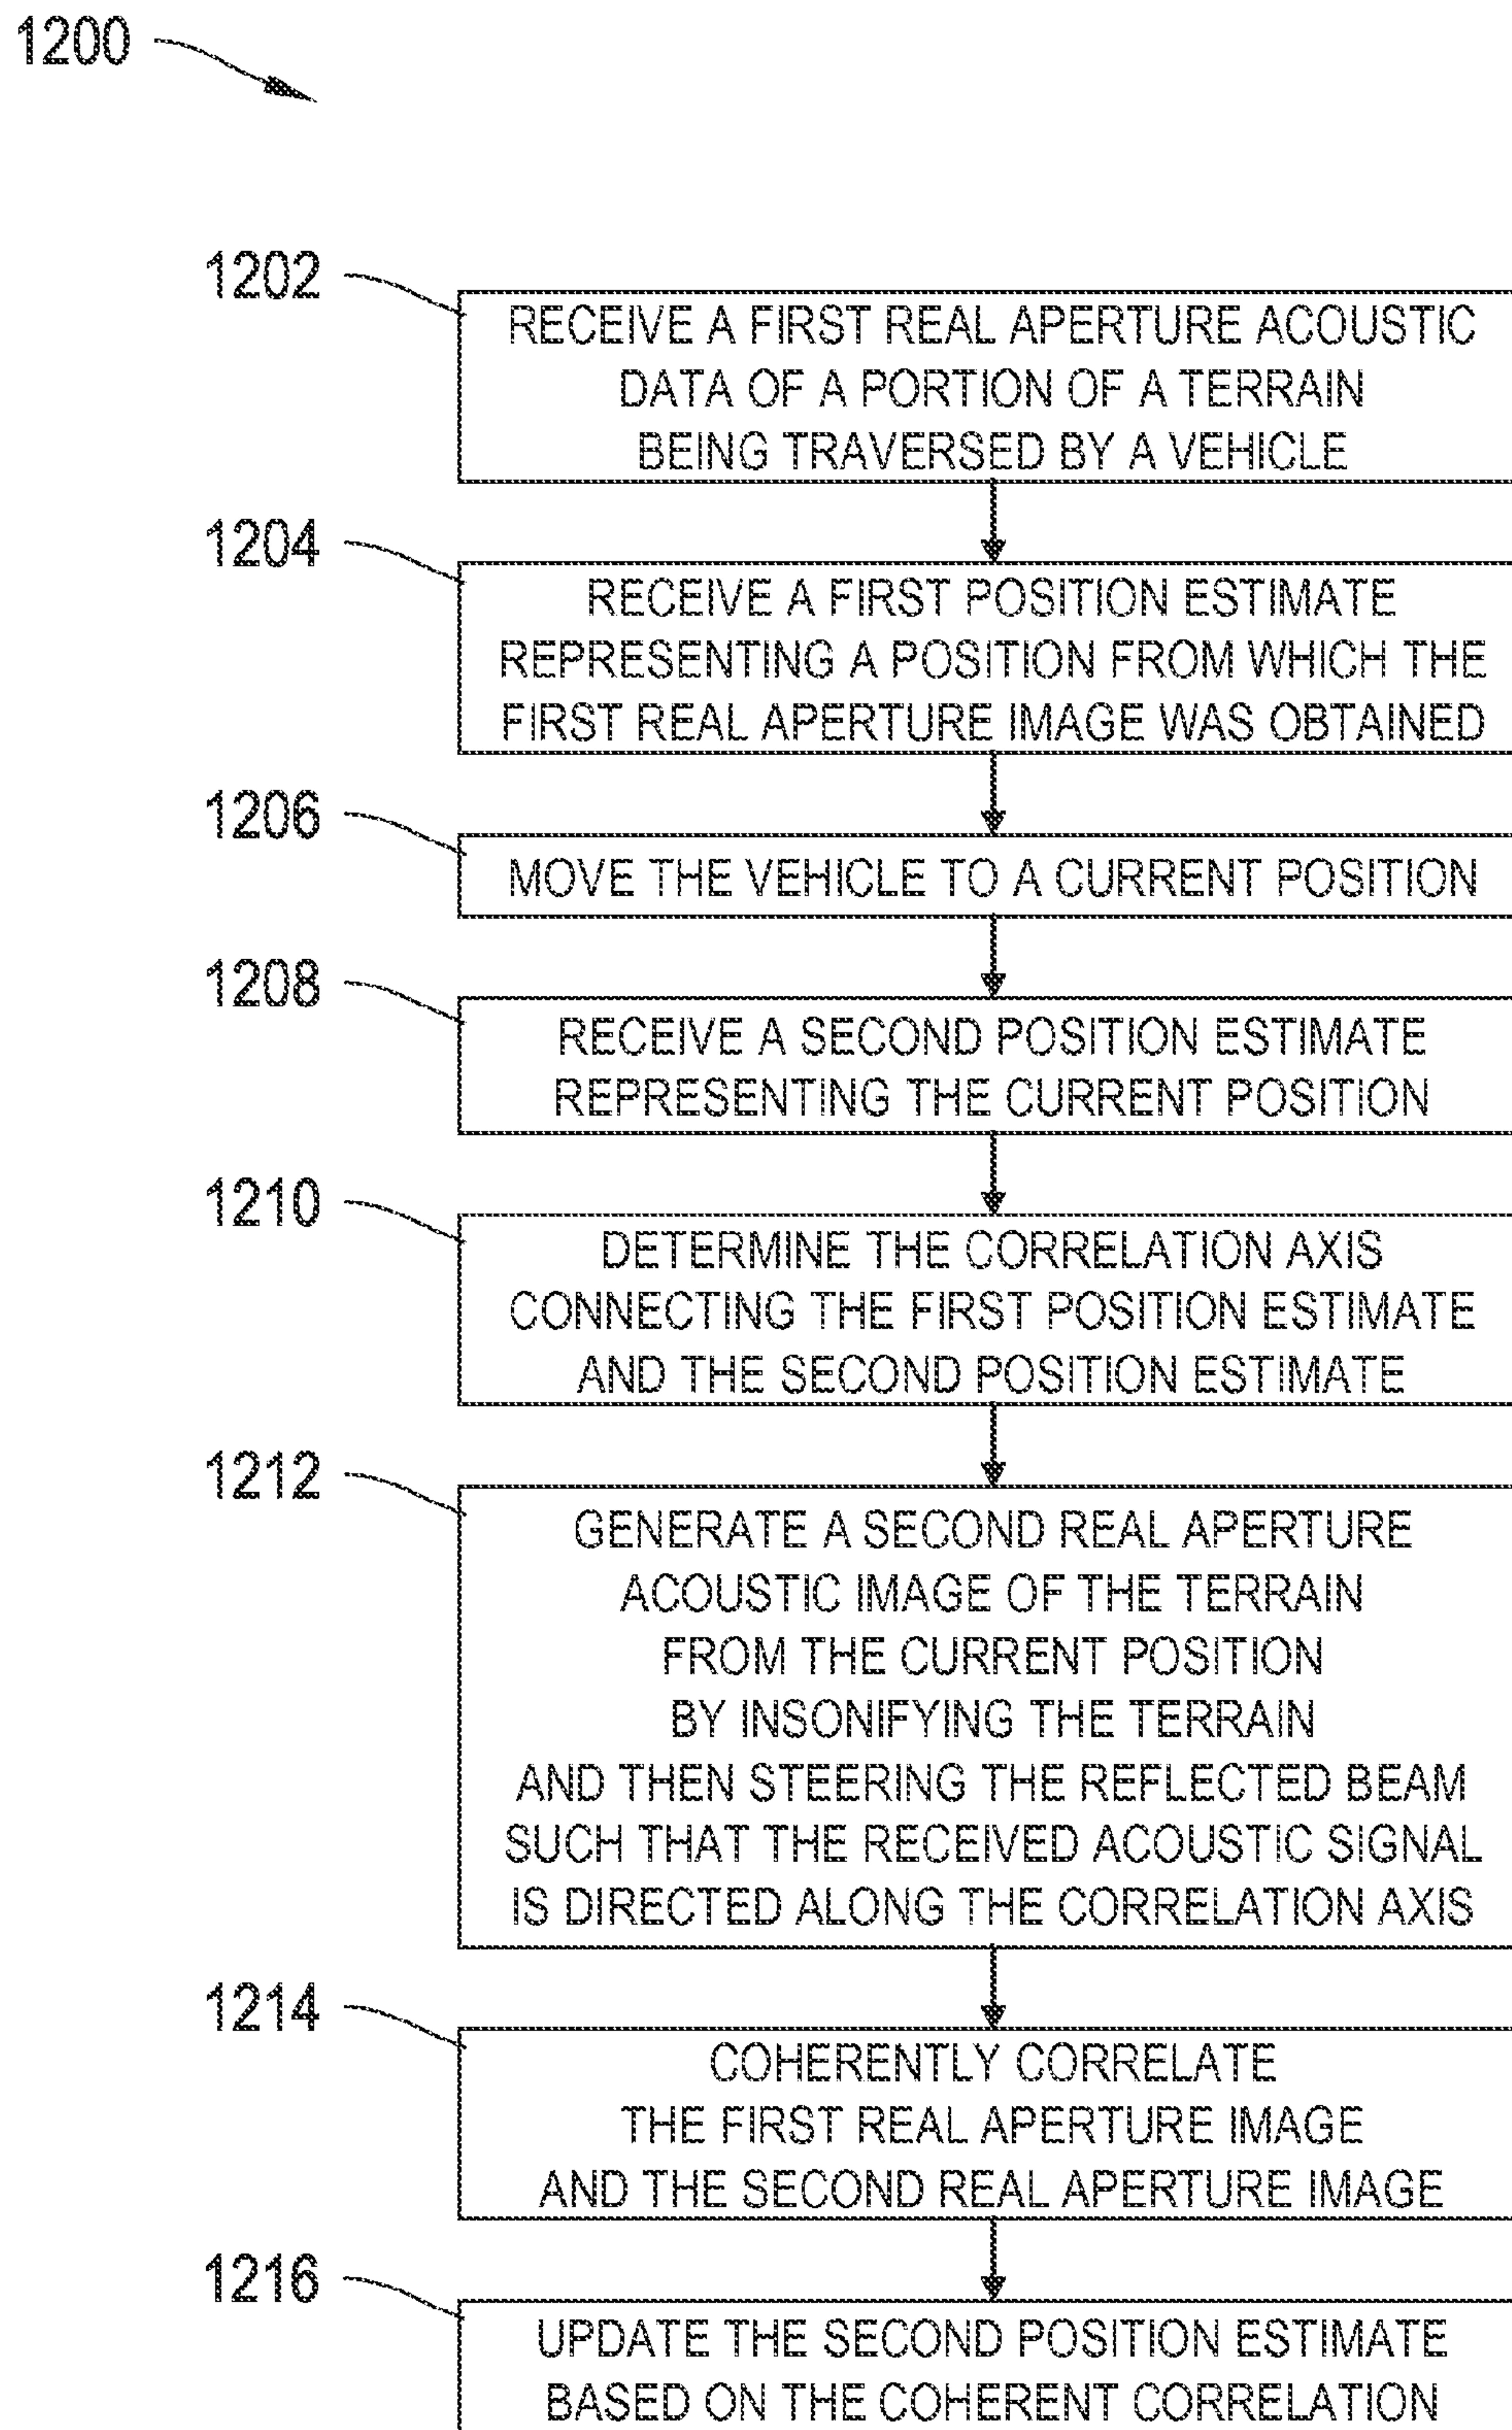 1200
1202
RECEIVE A FIRST REAL APERTURE ACOUSTIC
DATA OF A PORTION OF A TERRAIN
BEING TRAVERSED BY A VEHICLE
1204
RECEIVE A FIRST POSITION ESTIMATE
REPRESENTING A POSITION FROM WHICH THE
FIRST REAL APERTURE IMAGE WAS OBTAINED
1206
MOVE THE VEHICLE TO A CURRENT POSITION
1208
RECEIVE A SECOND POSITION ESTIMATE
REPRESENTING THE CURRENT POSITION
1210
DETERMINE THE CORRELATION AXIS
CONNECTING THE FIRST POSITION ESTIMATE
AND THE SECOND POSITION ESTIMATE
1212
GENERATE A SECOND REAL APERTURE
ACOUSTIC IMAGE OF THE TERRAIN
FROM THE CURRENT POSITION
BY INSONIFYING THE TERRAIN
AND THEN STEERING THE REFLECTED BEAM
SUCH THAT THE RECEIVED ACOUSTIC SIGNAL
IS DIRECTED ALONG THE CORRELATION AXIS
1214
COHERENTLY CORRELATE
THE FIRST REAL APERTURE IMAGE
AND THE SECOND REAL APERTURE IMAGE
1216
UPDATE THE SECOND POSITION ESTIMATE
BASED ON THE COHERENT CORRELATION